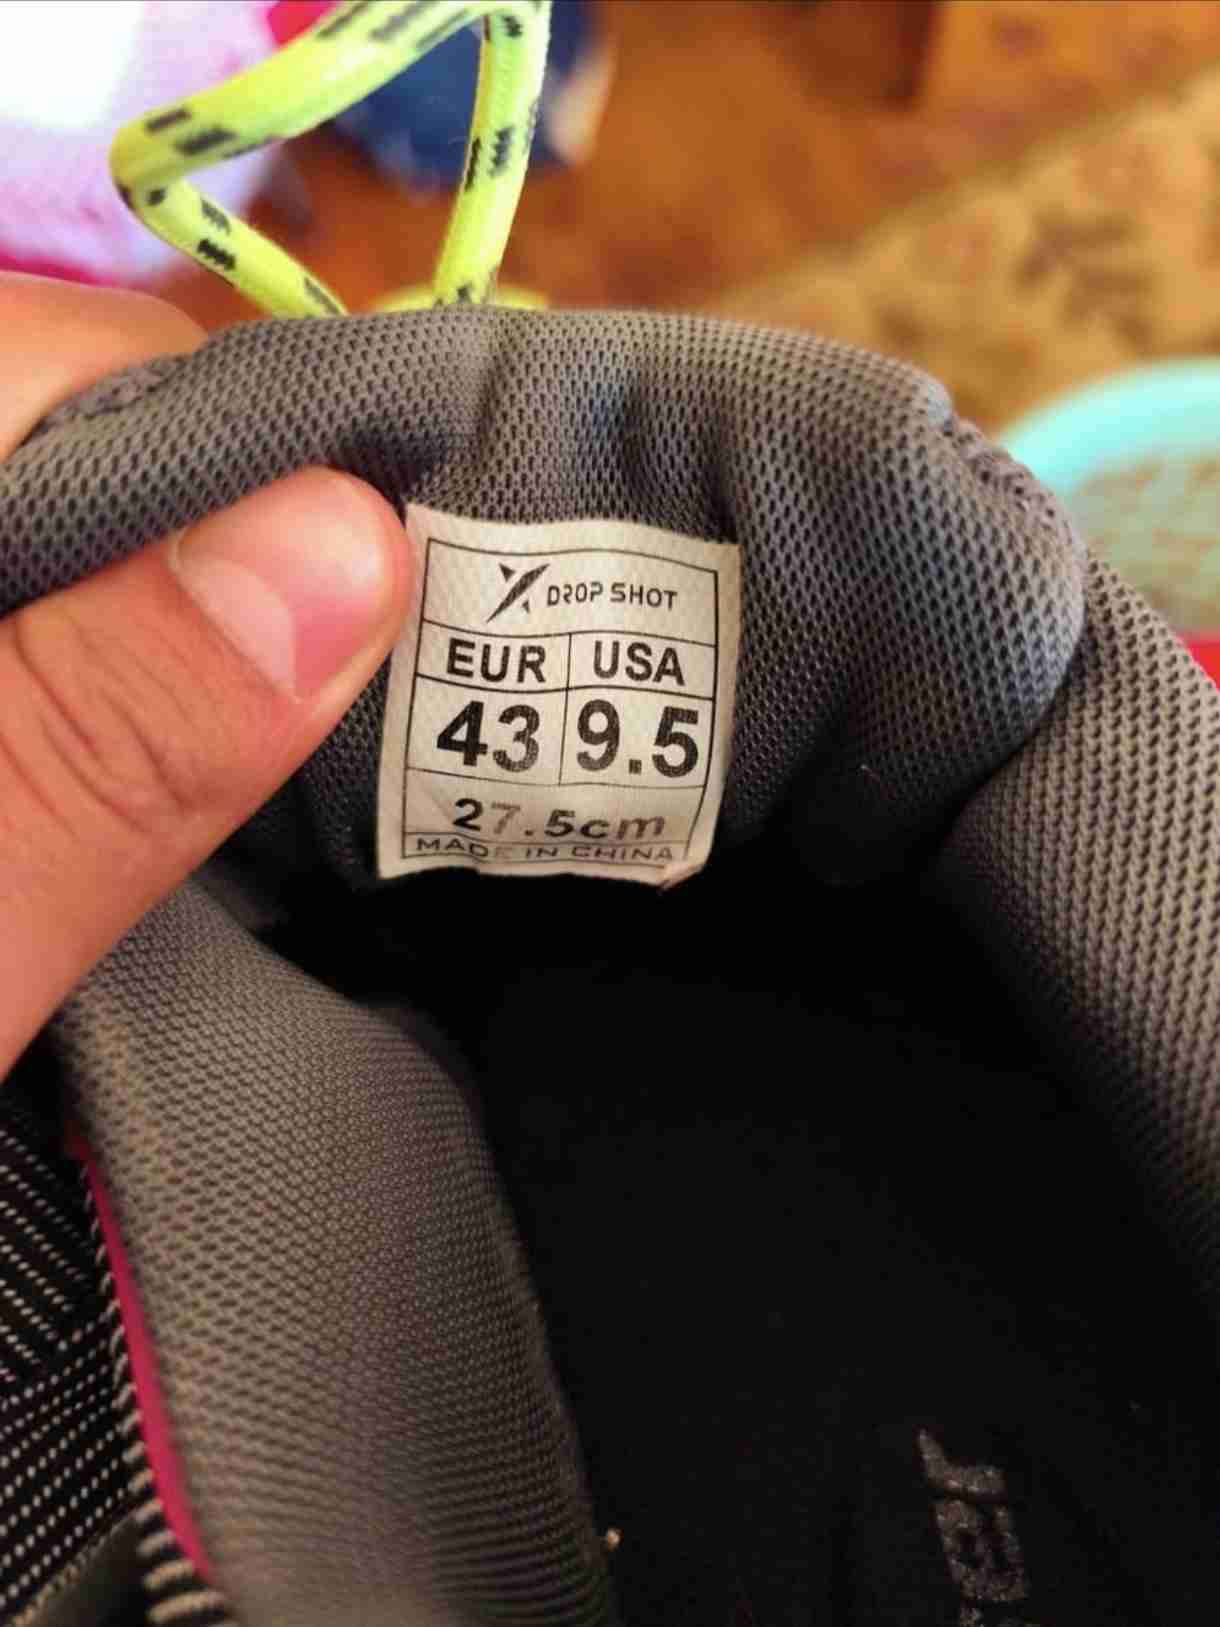 DROP SHOT
EUR USA
43 9.5
27.5cm
MADE IN CHINA